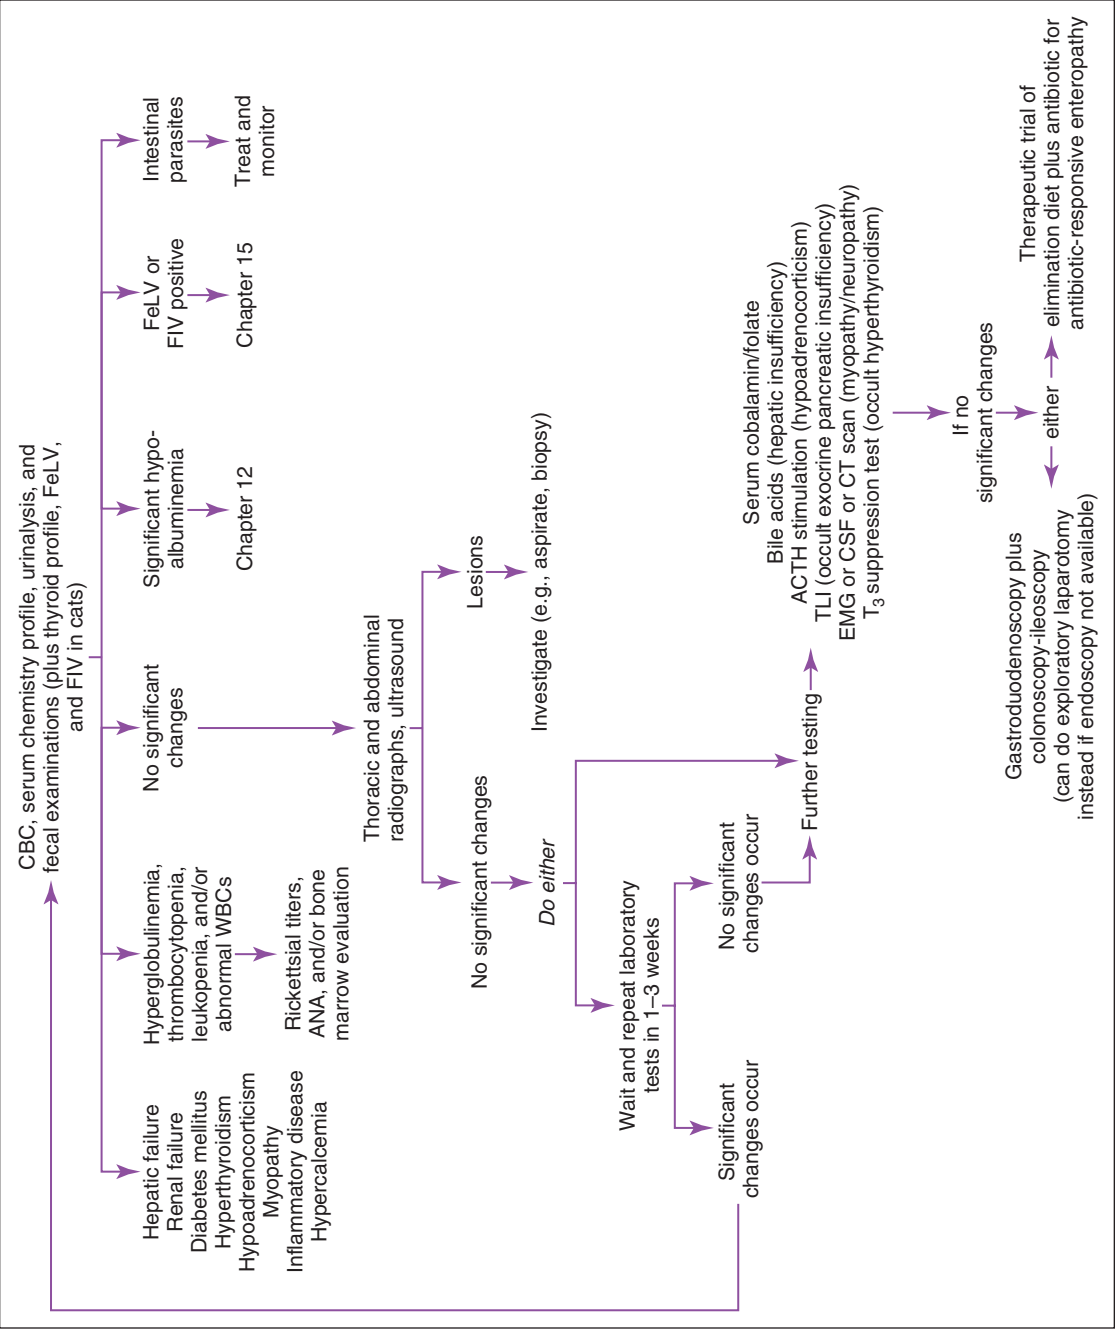 CBC, serum chemistry profile, urinalysis, and
fecal examinations (plus thyroid profile, FeLV,
and FIV in cats)
Hepatic failure
Renal failure
Diabetes mellitus
Hyperthyroidism
Hypoadrenocorticism
Myopathy
Inflammatory disease
Hypercalcemia
Hyperglobulinemia,
thrombocytopenia,
leukopenia, and/or
abnormal WBCs
Rickettsial titers,
ANA, and/or bone
marrow evaluation
No significant
changes
Significant hypo-
albuminemia
Chapter 12
FeLV or
FIV positive
Chapter 15
Intestinal
parasites
Treat and
monitor
Thoracic and abdominal
radiographs, ultrasound
No significant changes
Lesions
Investigate (e.g., aspirate, biopsy)
Do either
Wait and repeat laboratory
tests in 1–3 weeks
Significant
changes occur
No significant
changes occur
Further testing
Serum cobalamin/folate
Bile acids (hepatic insufficiency)
ACTH stimulation (hypoadrenocorticism)
TLI (occult exocrine pancreatic insufficiency)
EMG or CSF or CT scan (myopathy/neuropathy)
T3 suppression test (occult hyperthyroidism)
If no
significant changes
either
Gastroduodenoscopy plus
colonoscopy-ileoscopy
(can do exploratory laparotomy
instead if endoscopy not available)
Therapeutic trial of
elimination diet plus antibiotic for
antibiotic-responsive enteropathy